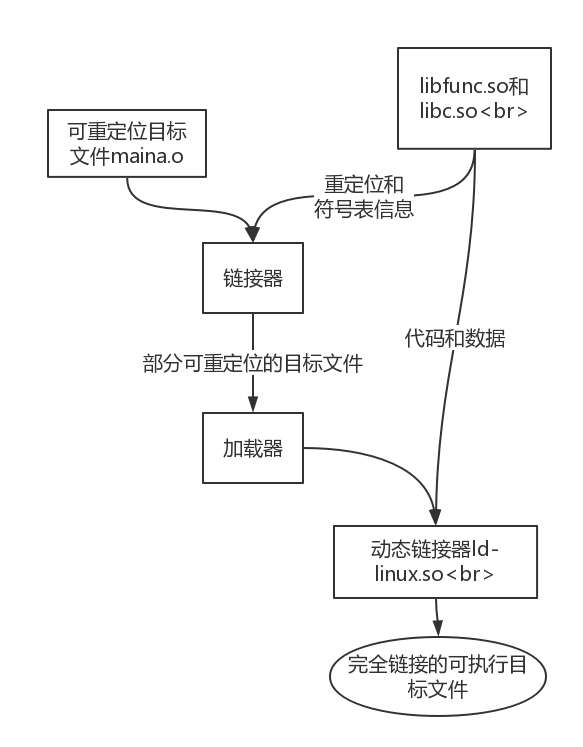 libfunc.so和
libc.so<br>
可重定位目标
文件maina.o
重定位和
符号表信息
链接器
代码和数据
部分可重定位的目标文件
加载器
动态链接器ld-
linux.so<br>
完全链接的可执行目
标文件